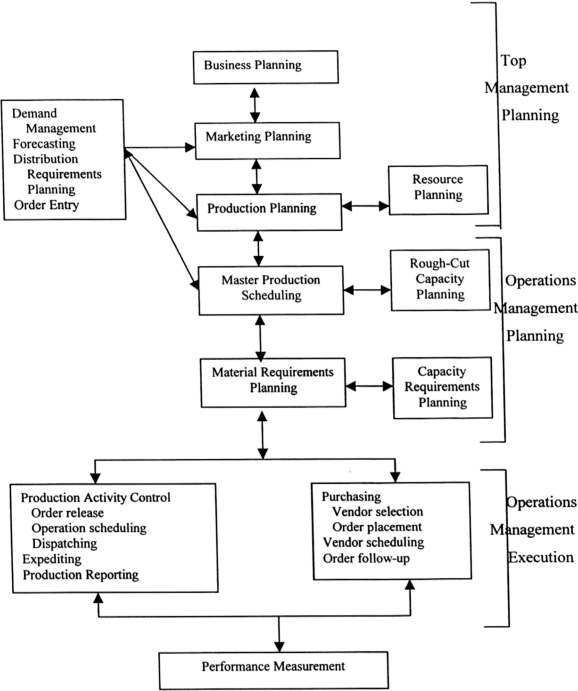 Business Planning
Top
Management
Planning
Demand
Management
Forecasting
Distribution
Requirements
Planning
Order Entry
Marketing Planning
Production Planning
Resource
Planning
Master Production
Scheduling
Rough-Cut
Capacity
Planning
Operations
Management
Planning
Material Requirements
Planning
Capacity
Requirements
Planning
Production Activity Control
Order release
Operation scheduling
Dispatching
Expediting
Production Reporting
Purchasing
Vendor selection
Order placement
Vendor scheduling
Order follow-up
Operations
Management
Execution
Performance Measurement